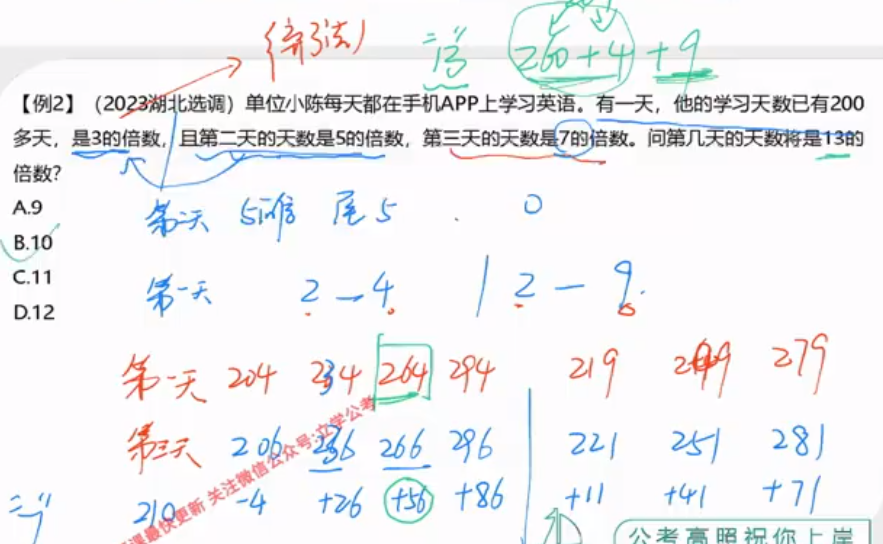 260+4+9
【例2】（2023湖北选调）单位小陈每天都在手机APP上学习英语。有一天，他的学习天数已有200
多天，是3的倍数，且第二天的天数是5的倍数，第三天的天数是7的倍数。问第几天的天数将是13的
倍数？
A.9
B.10
C.11
D.12
第二天 5的倍 尾5 . 0
第一天 2—4 | 2—9
第一天 204 234 264 294 219 249 279
第三天 206 236 266 296 221 251 281
210 -4 +26 +56 +86 +11 +41 +71
课最快更新 关注微信公众号:立学公考
公考高照祝你上岸